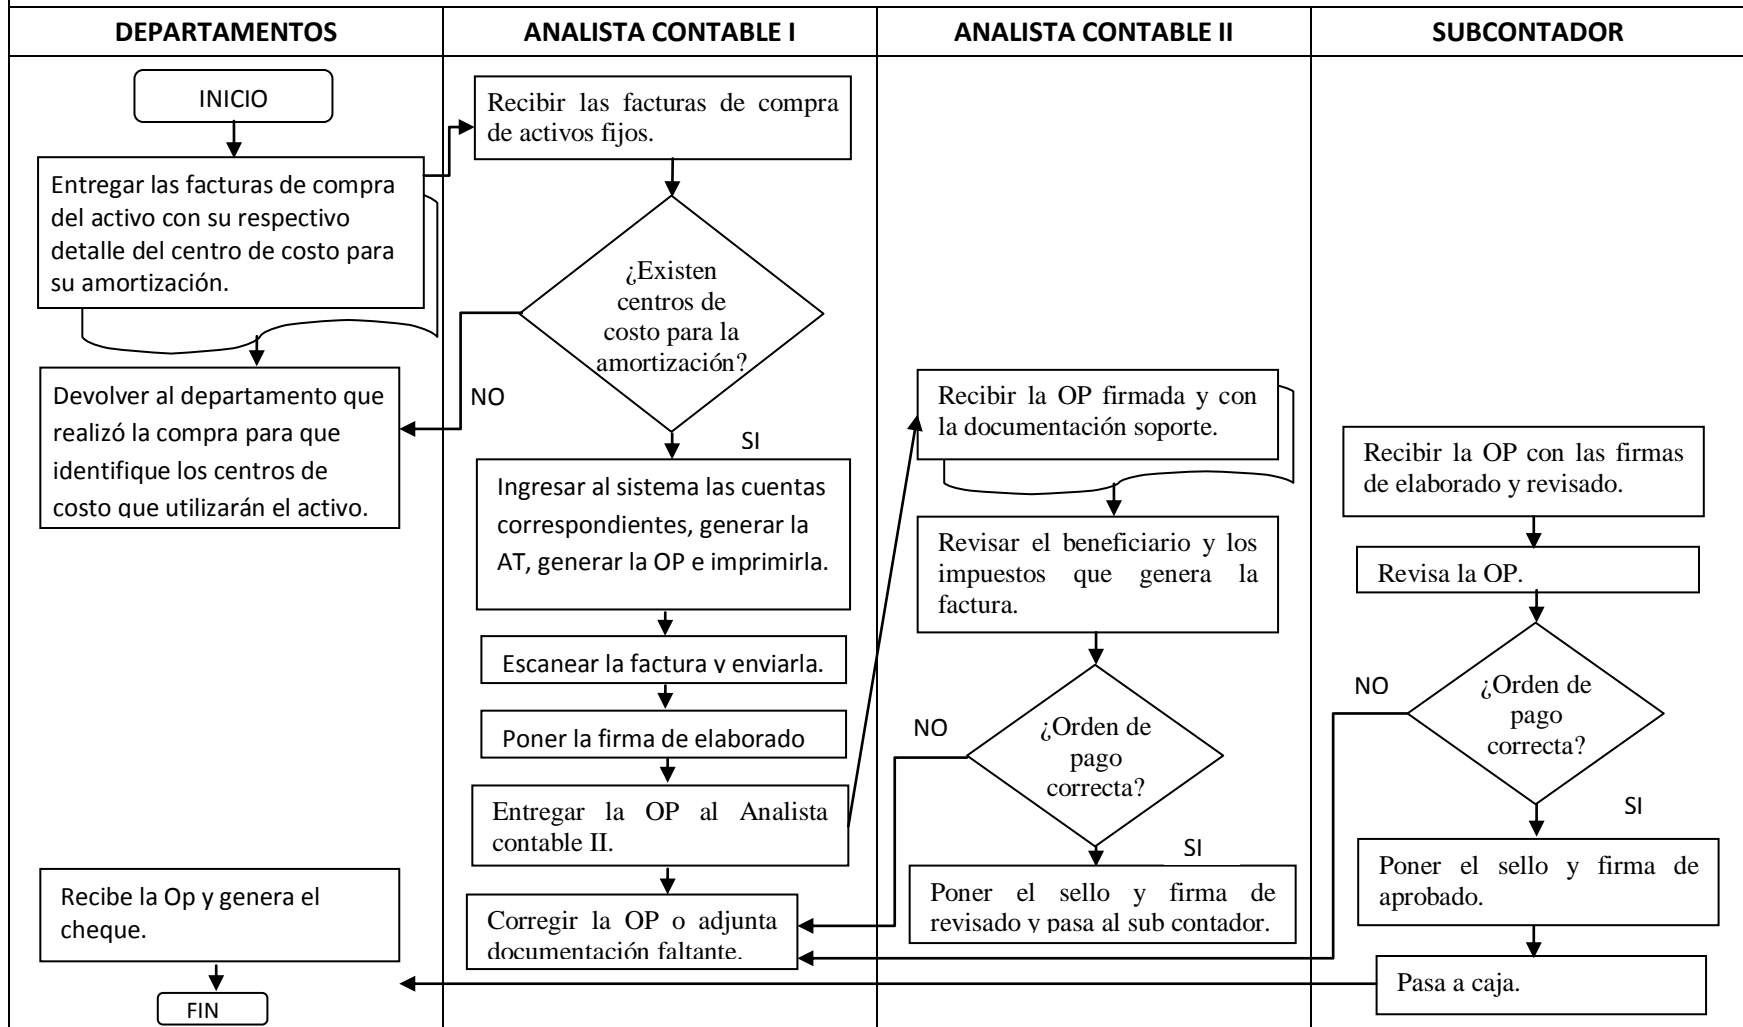 DEPARTAMENTOS
ANALISTA CONTABLE I
ANALISTA CONTABLE II
SUBCONTADOR
INICIO
Entregar las facturas de compra
del activo con su respectivo
detalle del centro de costo para
su amortización.
Devolver al departamento que
realizó la compra para que
identifique los centros de
costo que utilizarán el activo.
Recibe la Op y genera el
cheque.
FIN
Recibir las facturas de compra
de activos fijos.
¿Existen
centros de
costo para la
amortización?
NO
SI
Ingresar al sistema las cuentas
correspondientes, generar la
AT, generar la OP e imprimirla.
Escanear la factura y enviarla.
Poner la firma de elaborado
Entregar la OP al Analista
contable II.
Corregir la OP o adjunta
documentación faltante.
Recibir la OP firmada y con
la documentación soporte.
Revisar el beneficiario y los
impuestos que genera la
factura.
NO
¿Orden de
pago
correcta?
SI
Poner el sello y firma de
revisado y pasa al sub contador.
Recibir la OP con las firmas
de elaborado y revisado.
Revisa la OP.
NO
¿Orden de
pago
correcta?
SI
Poner el sello y firma de
aprobado.
Pasa a caja.